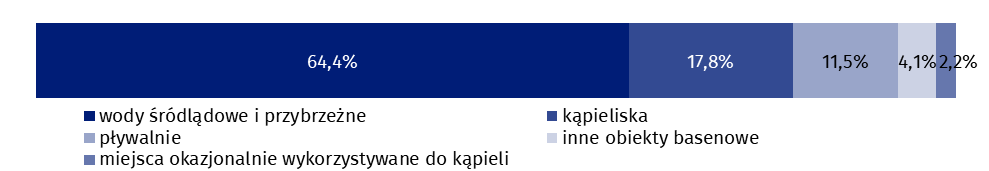 64,4% 17,8% 11,5% 4,1% 2,2%
wody śródlądowe i przybrzeżne kąpieliska
pływalnie inne obiekty basenowe
miejsca okazjonalnie wykorzystywane do kąpieli